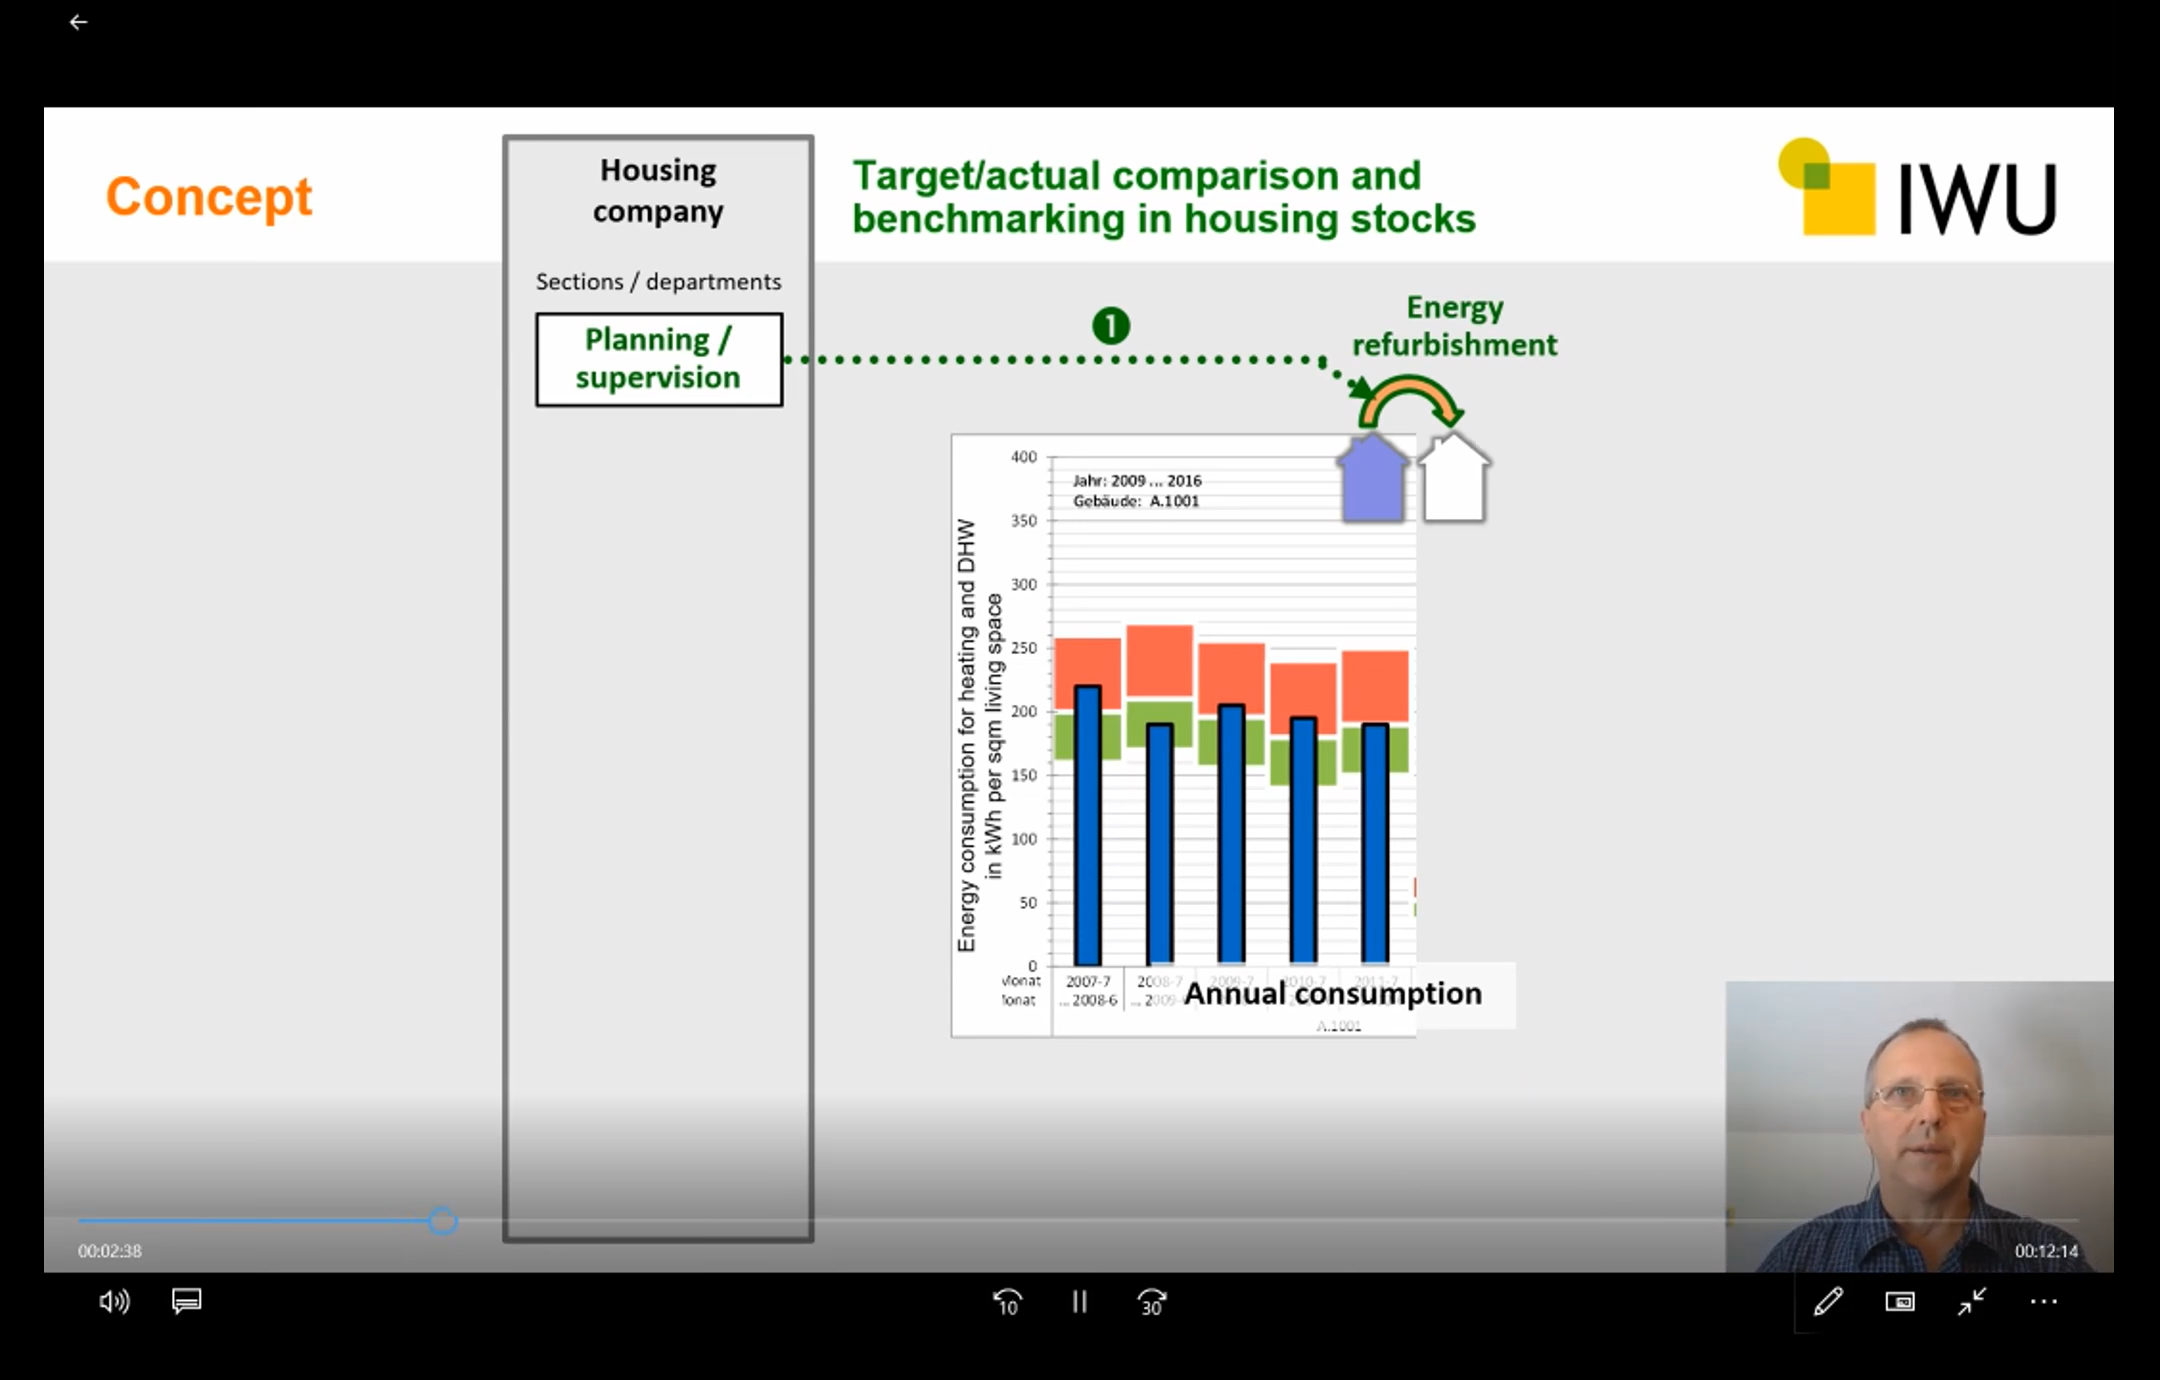 Concept
Housing
company
Target/actual comparison and
benchmarking in housing stocks
IWU
Sections / departments
Planning /
supervision
1
Energy
refurbishment
400
350
300
250
200
150
100
50
0
Jahr: 2009 ... 2016
Gebäude: A.1001
Energy consumption for heating and DHW
in kWh per sqm living space
Monat 2007-7 2008-7 2009-7 2010-7 2011-7
... 2008-6 ... 2009-
Annual consumption
A.1001
00:02:38
00:12:14
10
30